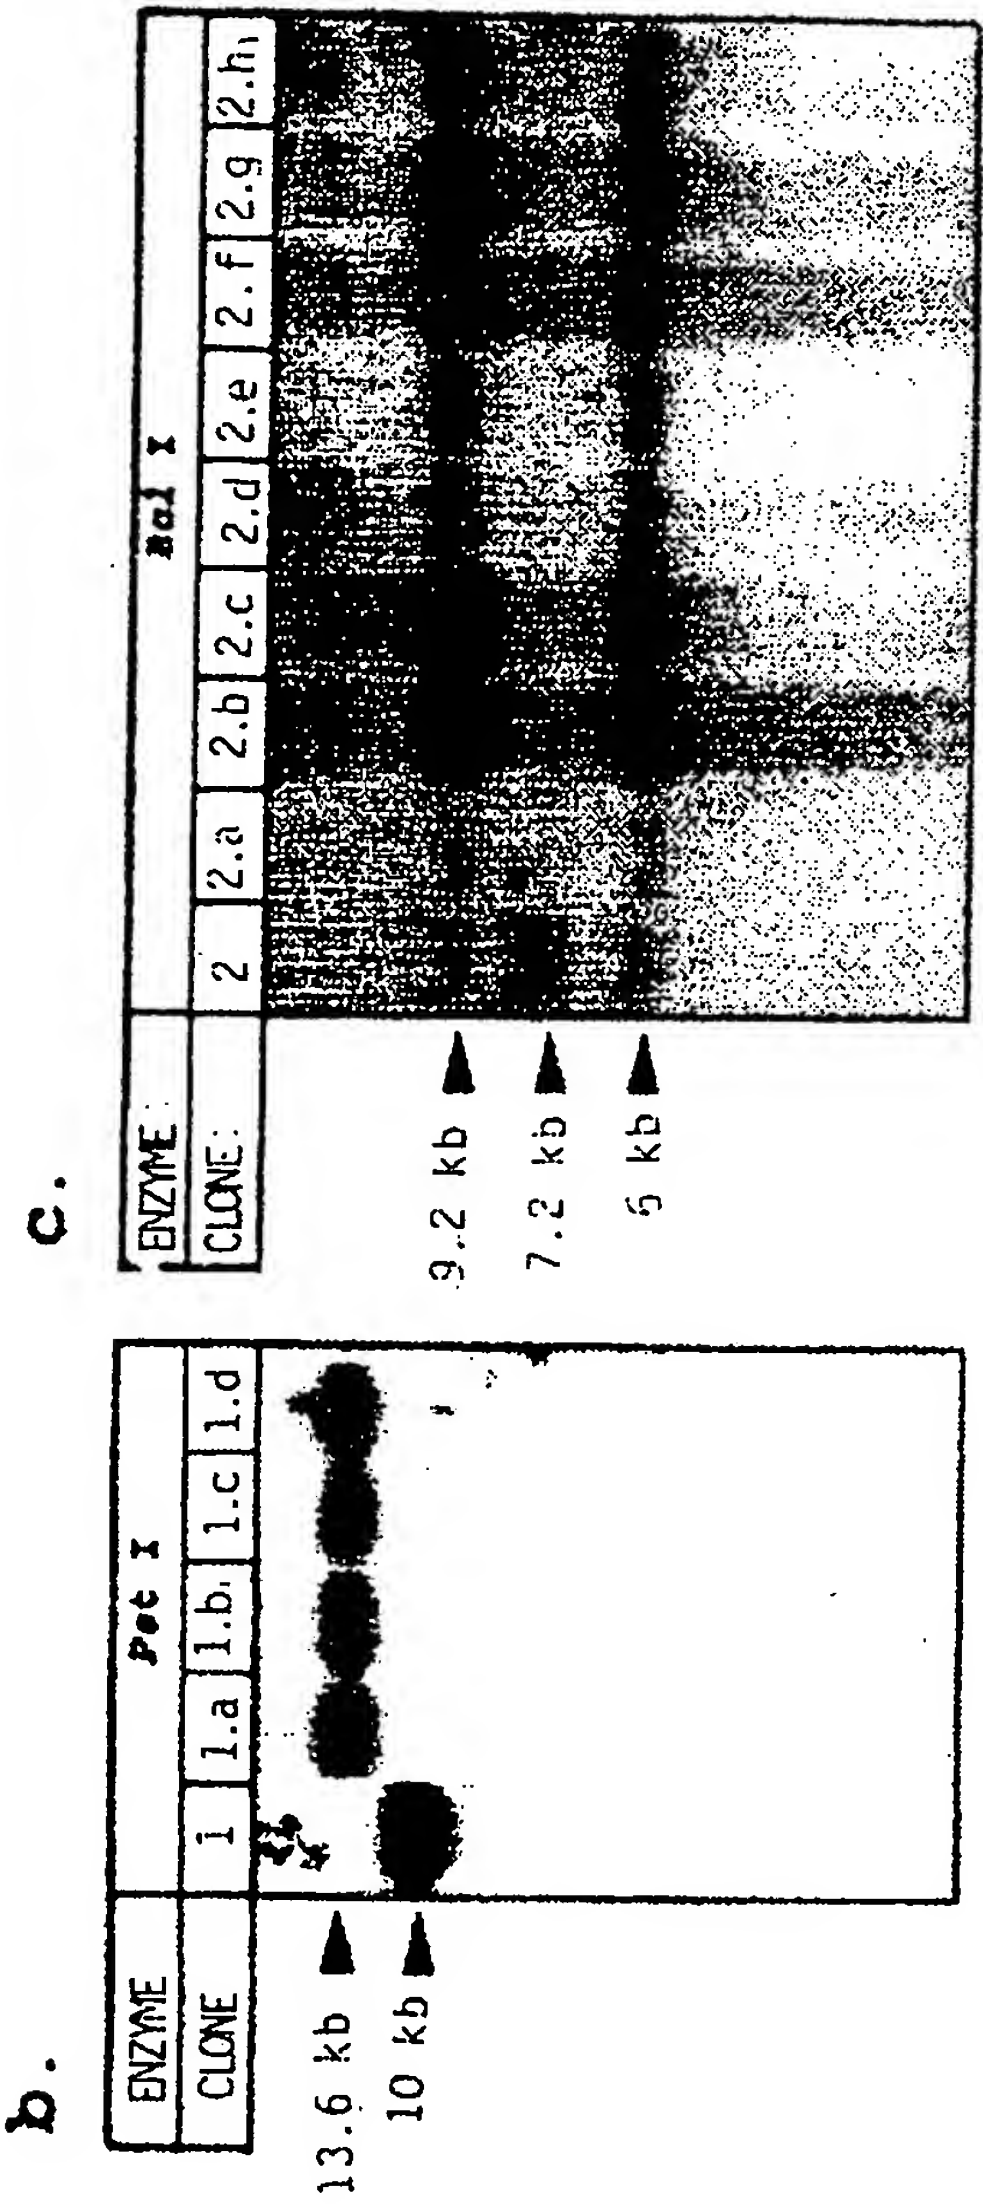 b.
ENZYME Pst I
CLONE 1 1.a 1.b 1.c 1.d
13.6 kb
10 kb
c.
ENZYME: Bal I
CLONE: 2 2.a 2.b 2.c 2.d 2.e 2.f 2.g 2.h
9.2 kb
7.2 kb
6 kb